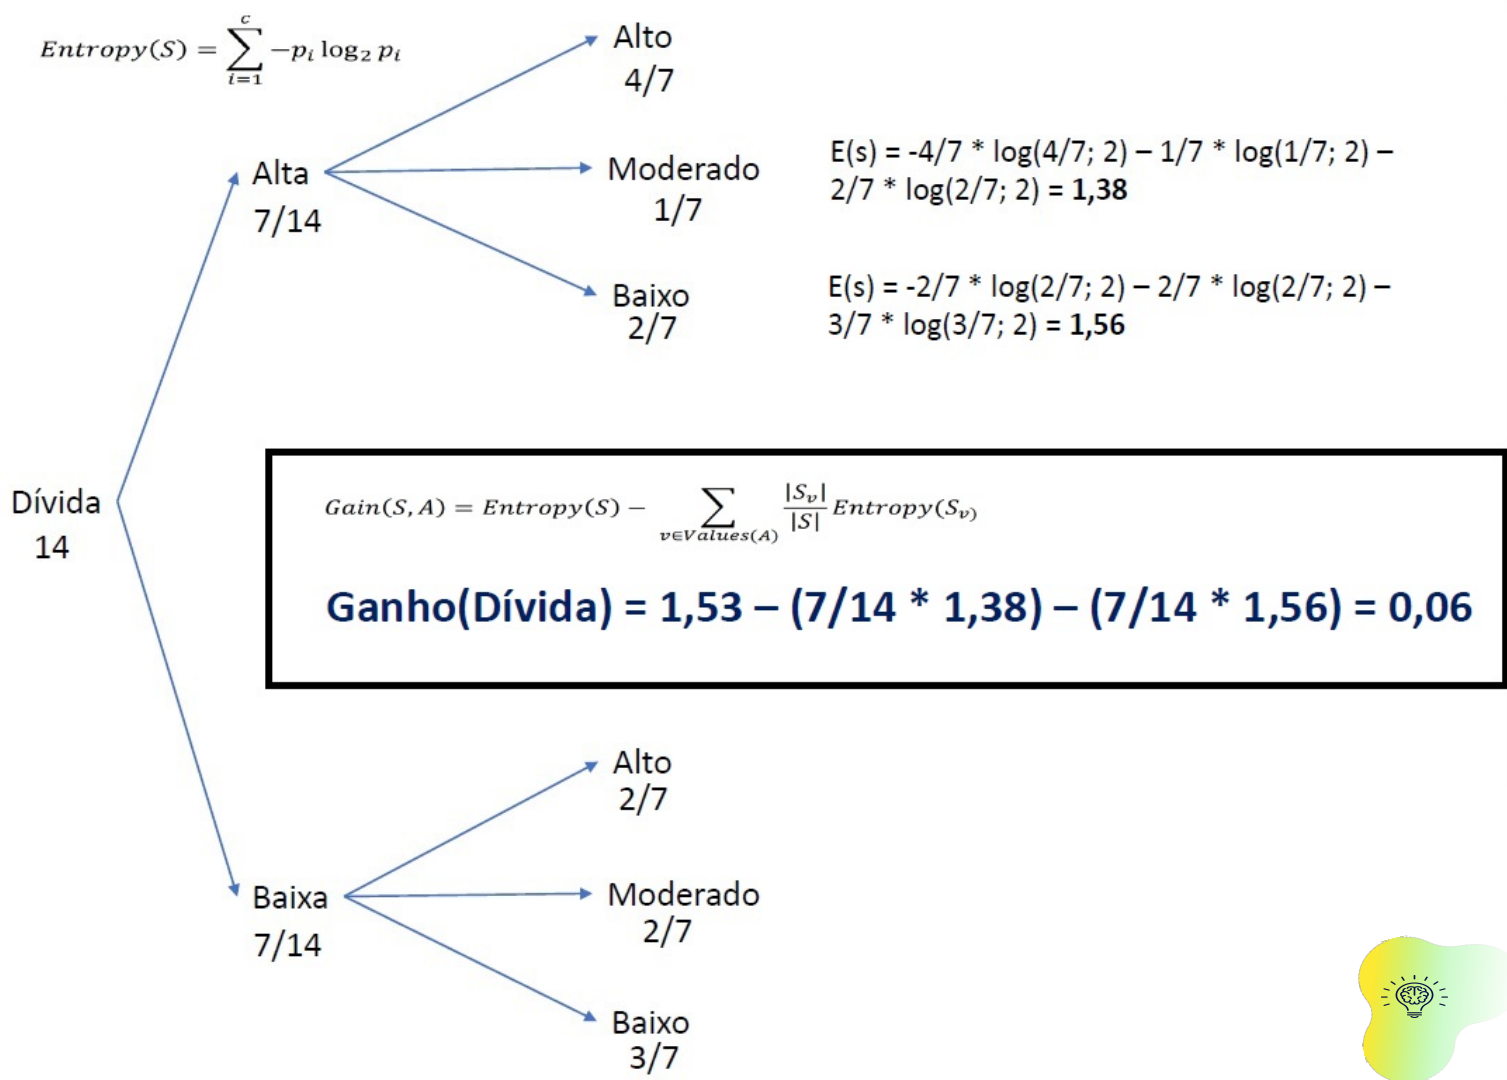 Entropy(S) = ∑_{i=1}^{c} −p_i log_2 p_i
Alto
4/7
Alta
7/14
Moderado
1/7
Baixo
2/7
E(s) = -4/7 * log(4/7; 2) – 1/7 * log(1/7; 2) –
2/7 * log(2/7; 2) = 1,38
E(s) = -2/7 * log(2/7; 2) – 2/7 * log(2/7; 2) –
3/7 * log(3/7; 2) = 1,56
Dívida
14
Gain(S, A) = Entropy(S) − ∑_{v∈Values(A)} |S_v|/|S| Entropy(S_v)
Ganho(Dívida) = 1,53 – (7/14 * 1,38) – (7/14 * 1,56) = 0,06
Baixa
7/14
Alto
2/7
Moderado
2/7
Baixo
3/7